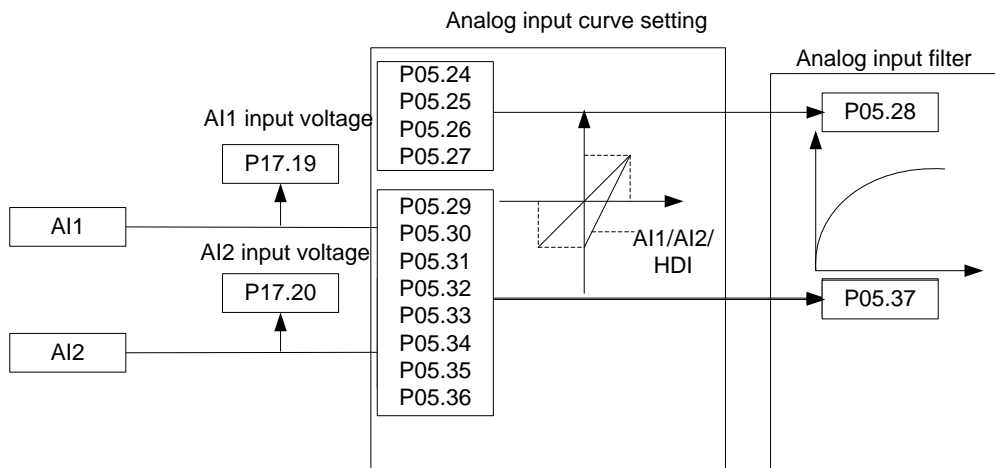 Analog input curve setting
Analog input filter
P05.24
P05.25
P05.26
P05.27
P05.28
AI1 input voltage
P17.19
AI1
P05.29
P05.30
P05.31
P05.32
P05.33
P05.34
P05.35
P05.36
AI1/AI2/
HDI
AI2 input voltage
P17.20
P05.37
AI2